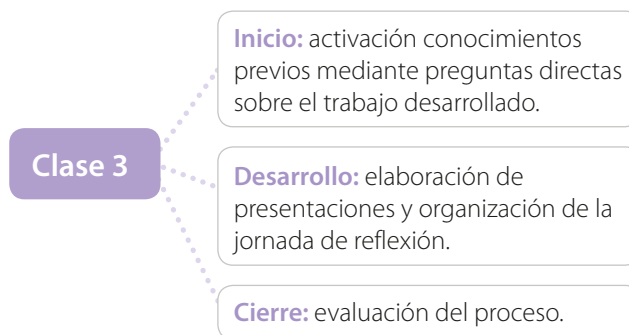 Clase 3
Inicio: activación conocimientos
previos mediante preguntas directas
sobre el trabajo desarrollado.
Desarrollo: elaboración de
presentaciones y organización de la
jornada de reflexión.
Cierre: evaluación del proceso.